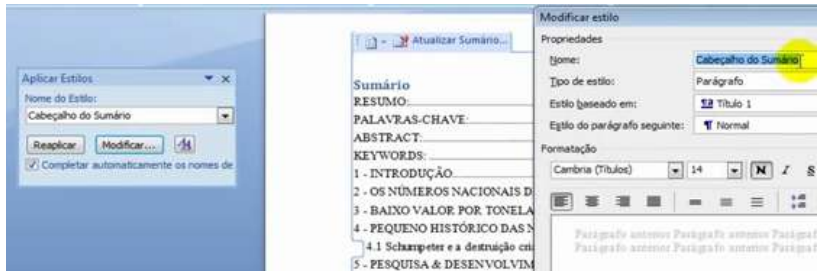 Aplicar Estilos
Nome do Estilo:
Cabeçalho do Sumário
Reaplicar Modificar...
Completar automaticamente os nomes de
Atualizar Sumário...
Sumário
RESUMO:
PALAVRAS-CHAVE:
ABSTRACT:
KEYWORDS:
1 - INTRODUÇÃO
2 - OS NÚMEROS NACIONAIS D
3 - BAIXO VALOR POR TONELA
4 - PEQUENO HISTÓRICO DAS
4.1 Schumpeter e a destruição cri
5 - PESQUISA & DESENVOLVIM
Modificar estilo
Propriedades
Nome: Cabeçalho do Sumário
Tipo de estilo: Parágrafo
Estilo baseado em: Título 1
Estilo do parágrafo seguinte: Normal
Formatação
Cambria (Títulos) 14 N I S
Parágrafo anterior Parágrafo anterior Parágraf
Parágrafo anterior Parágrafo anterior Parágraf